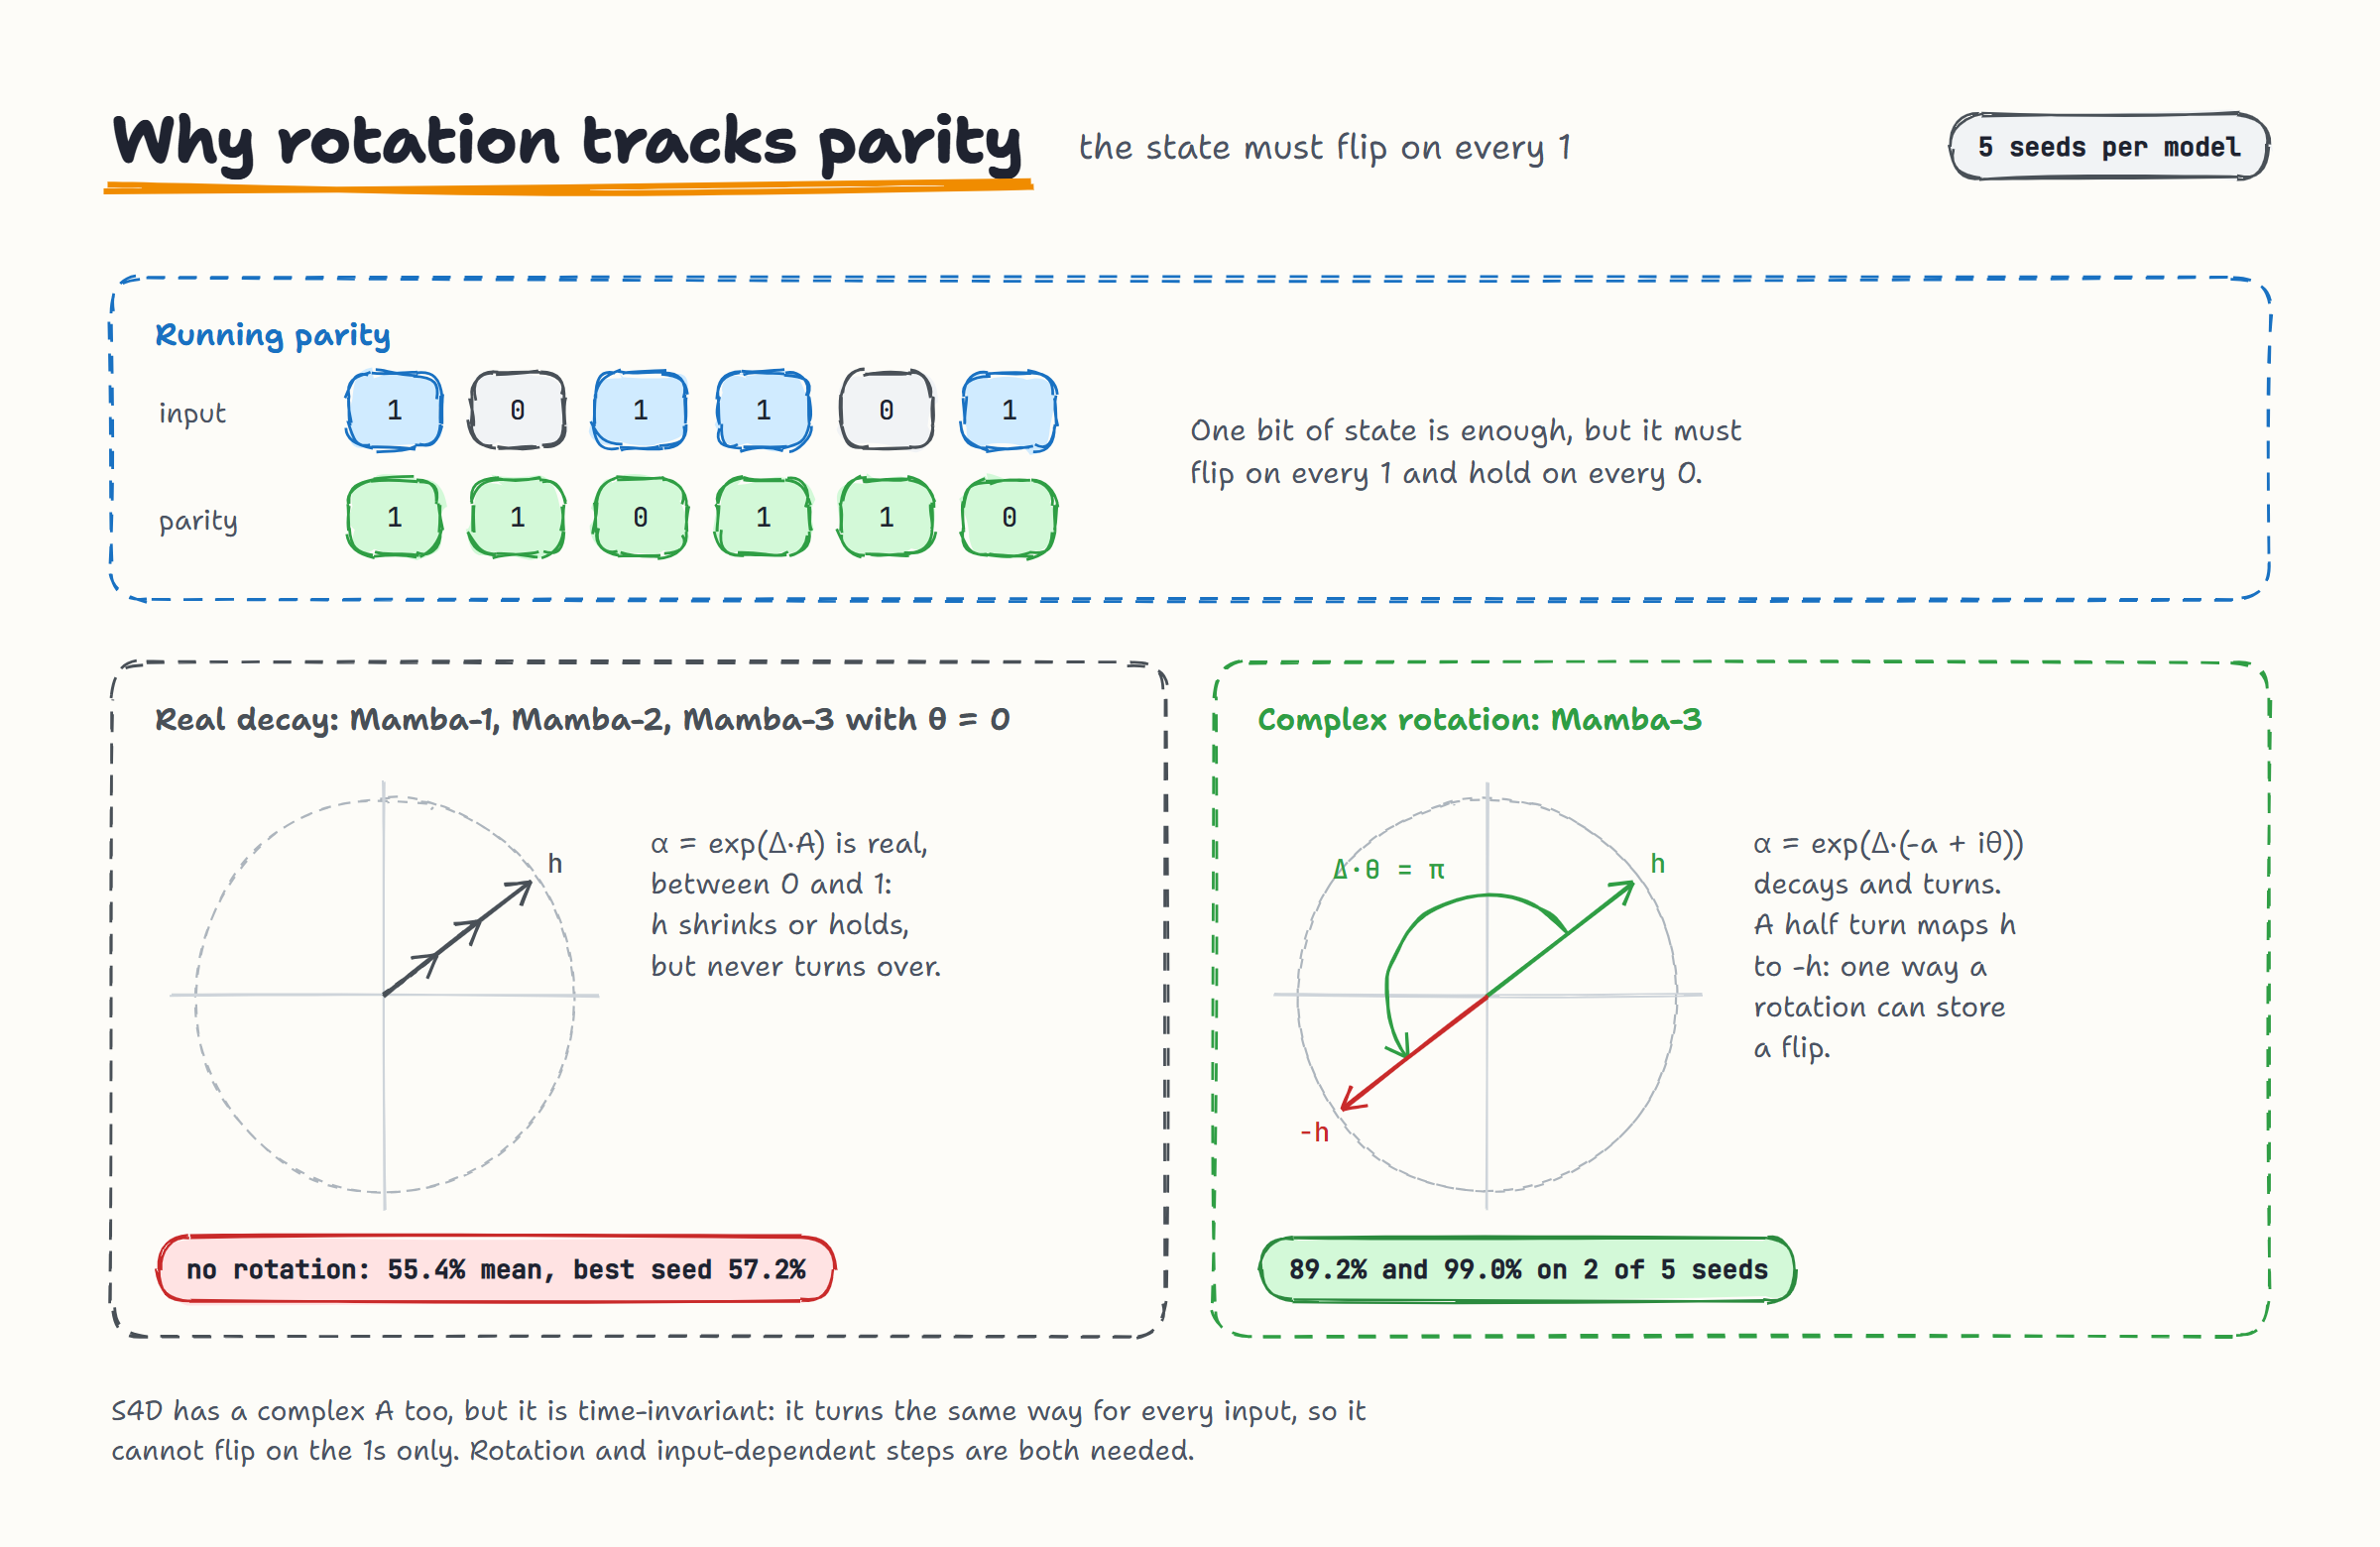 Why rotation tracks parity
the state must flip on every 1
5 seeds per model
Running parity
input
1 0 1 1 0 1
parity
1 1 0 1 1 0
One bit of state is enough, but it must
flip on every 1 and hold on every 0.
Real decay: Mamba-1, Mamba-2, Mamba-3 with θ = 0
h
α = exp(Δ·A) is real,
between 0 and 1:
h shrinks or holds,
but never turns over.
no rotation: 55.4% mean, best seed 57.2%
Complex rotation: Mamba-3
Δ·θ = π
h
-h
α = exp(Δ·(-a + iθ))
decays and turns.
A half turn maps h
to -h: one way a
rotation can store
a flip.
89.2% and 99.0% on 2 of 5 seeds
S4D has a complex A too, but it is time-invariant: it turns the same way for every input, so it
cannot flip on the 1s only. Rotation and input-dependent steps are both needed.